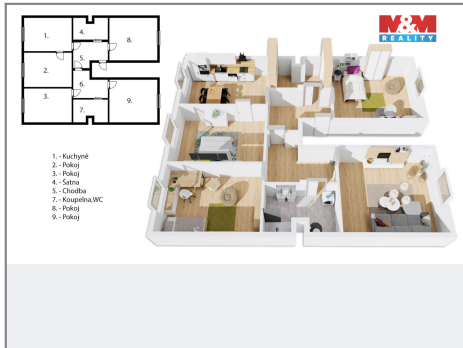 1.
4.
8.
2.
5.
6.
3.
7.
9.
M&M
REALITY
1. - Kuchyně
2. - Pokoj
3. - Pokoj
4. - Šatna
5. - Chodba
7. - Koupelna,WC
8. - Pokoj
9. - Pokoj